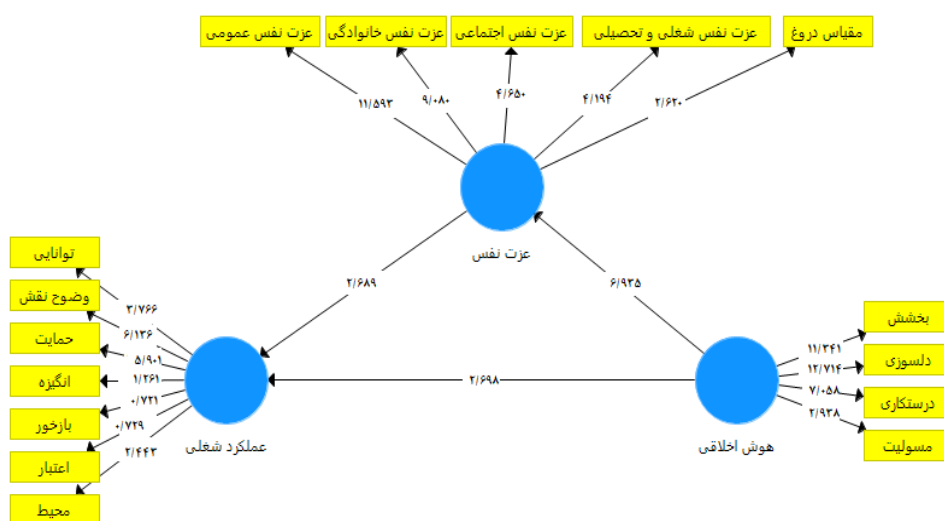 مقیاس دروغ
عزت نفس شغلی و تحصیلی
عزت نفس اجتماعی
عزت نفس خانوادگی
عزت نفس عمومی
۲/۶۲۰
۴/۱۹۴
۴/۶۵۰
۹/۰۸۰
۱۱/۵۹۳
عزت نفس
۶/۹۳۵
۲/۶۸۹
۲/۶۹۸
بخشش
دلسوزی
درستکاری
مسولیت
۱۱/۳۴۱
۱۲/۷۱۴
۷/۰۵۸
۲/۹۳۸
هوش اخلاقی
عملکرد شغلی
۳/۷۶۶
۶/۱۳۶
۵/۹۰۱
۱/۲۶۱
۰/۷۲۱
۰/۷۲۹
۲/۴۴۳
توانایی
وضوح نقش
حمایت
انگیزه
بازخور
اعتبار
محیط